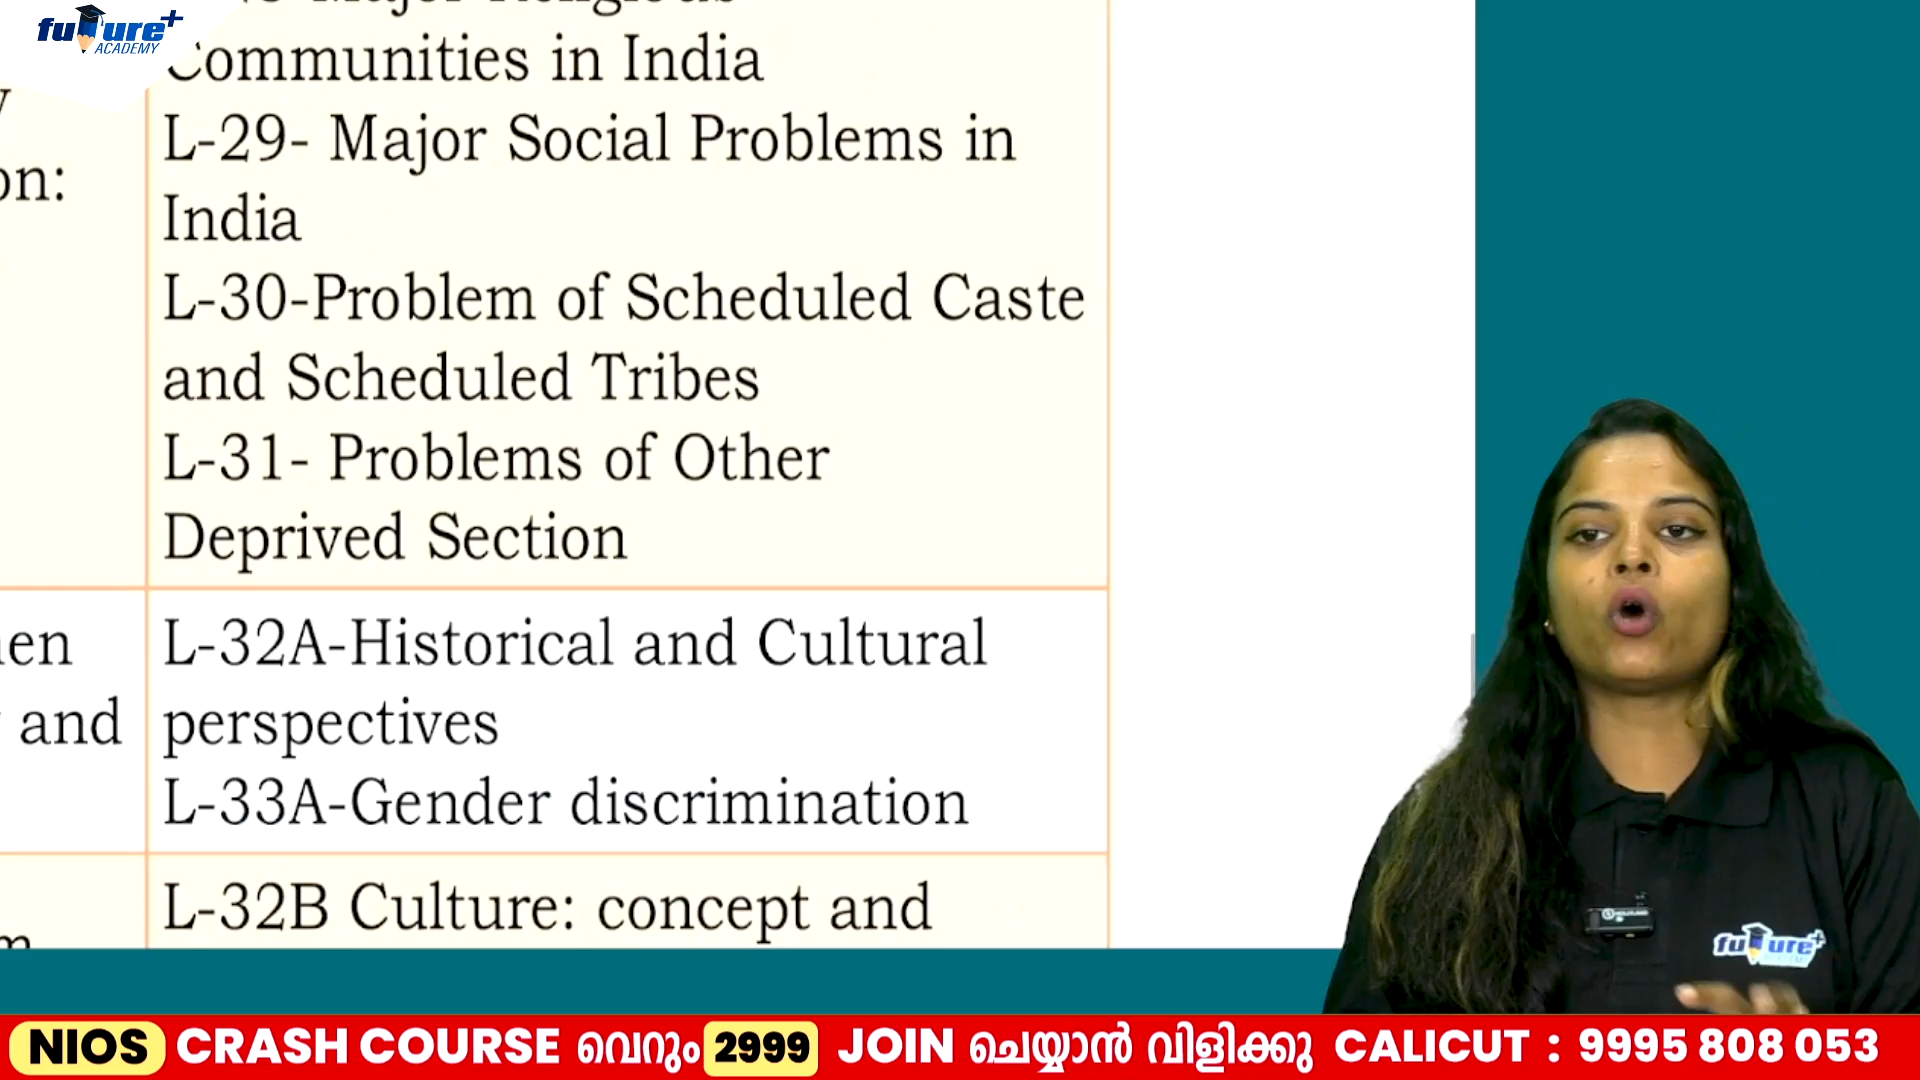 future+
ACADEMY
Major Religious
Communities in India
L-29- Major Social Problems in
India
L-30-Problem of Scheduled Caste
and Scheduled Tribes
L-31- Problems of Other
Deprived Section
on:
L-32A-Historical and Cultural
perspectives
L-33A-Gender discrimination
en
and
L-32B Culture: concept and
future+
NIOS CRASH COURSE വെറും 2999 JOIN ചെയ്യാൻ വിളിക്കൂ CALICUT : 9995 808 053